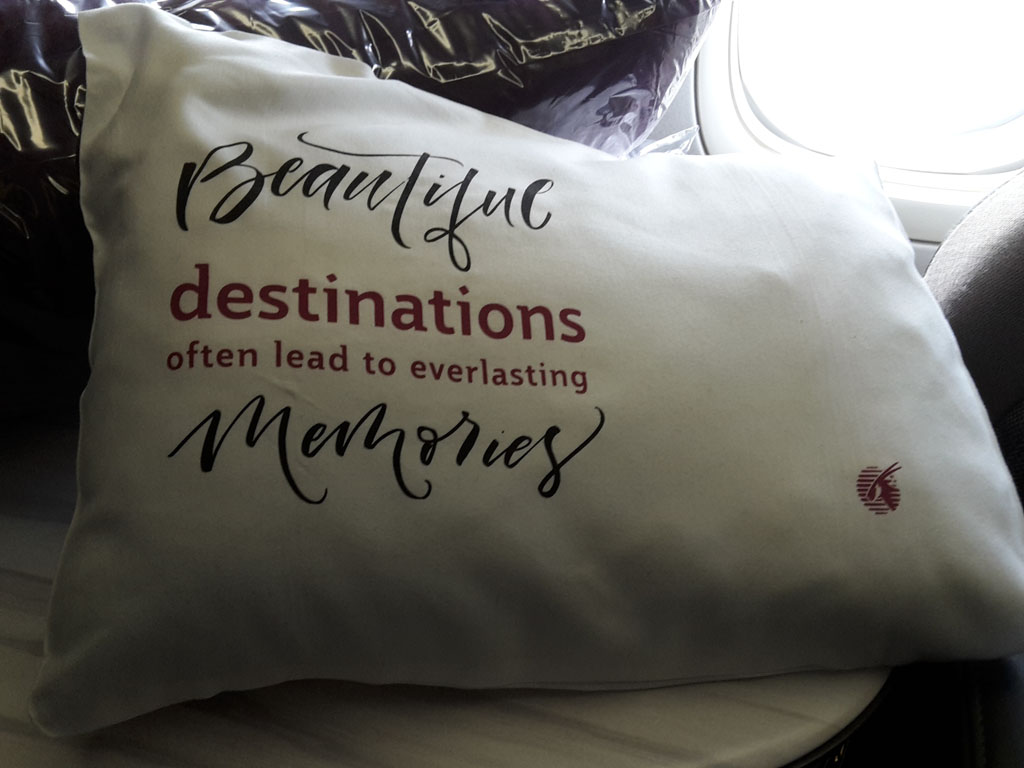 Beautiful
destinations
often lead to everlasting
Memories